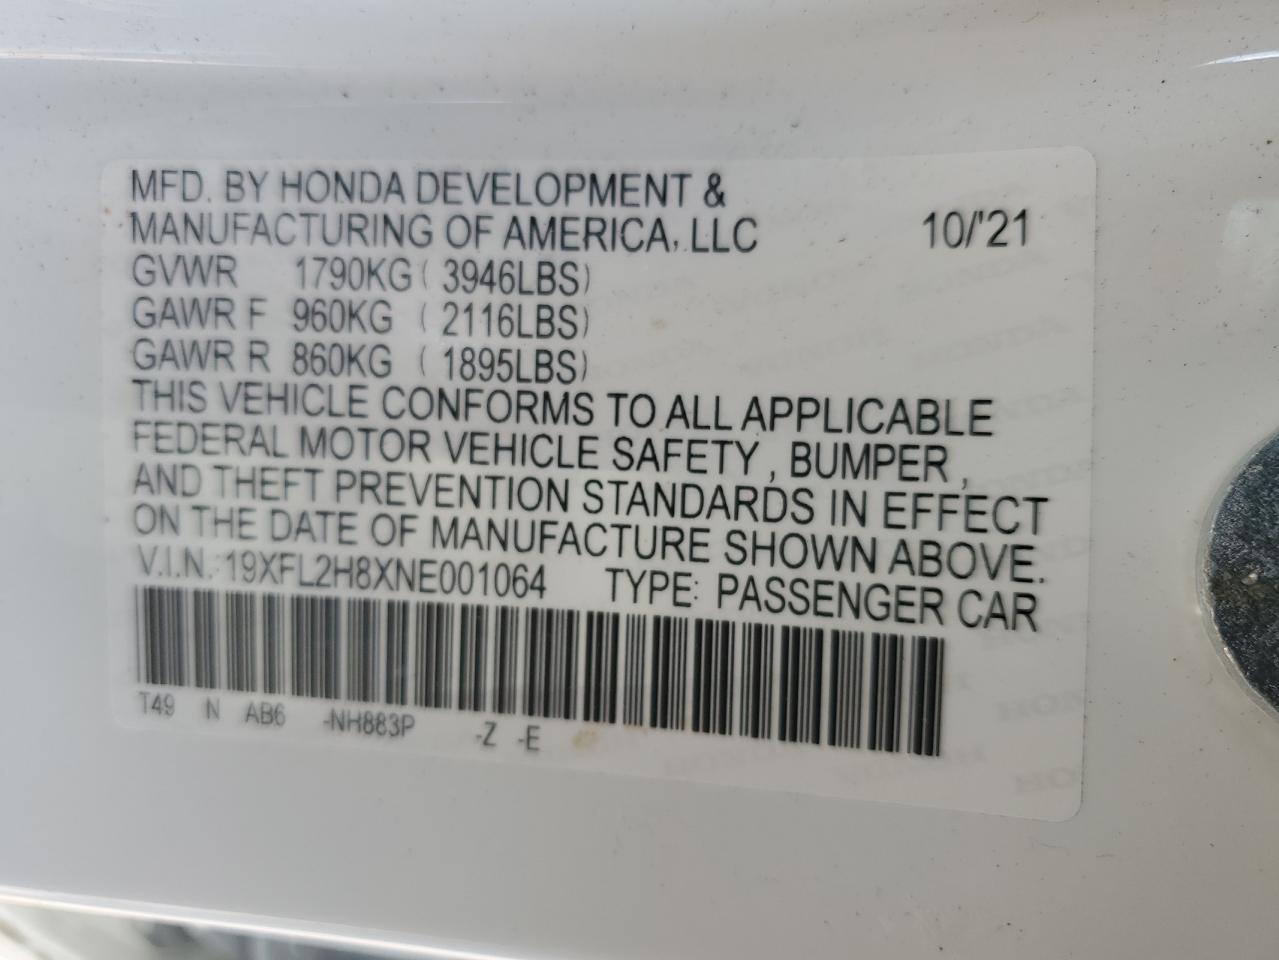 MFD. BY HONDA DEVELOPMENT &
MANUFACTURING OF AMERICA, LLC 10/'21
GVWR 1790KG ( 3946LBS)
GAWR F 960KG ( 2116LBS)
GAWR R 860KG ( 1895LBS)
THIS VEHICLE CONFORMS TO ALL APPLICABLE
FEDERAL MOTOR VEHICLE SAFETY , BUMPER ,
AND THEFT PREVENTION STANDARDS IN EFFECT
ON THE DATE OF MANUFACTURE SHOWN ABOVE.
V.I.N.: 19XFL2H8XNE001064 TYPE: PASSENGER CAR
T49 N AB6 -NH883P -Z -E